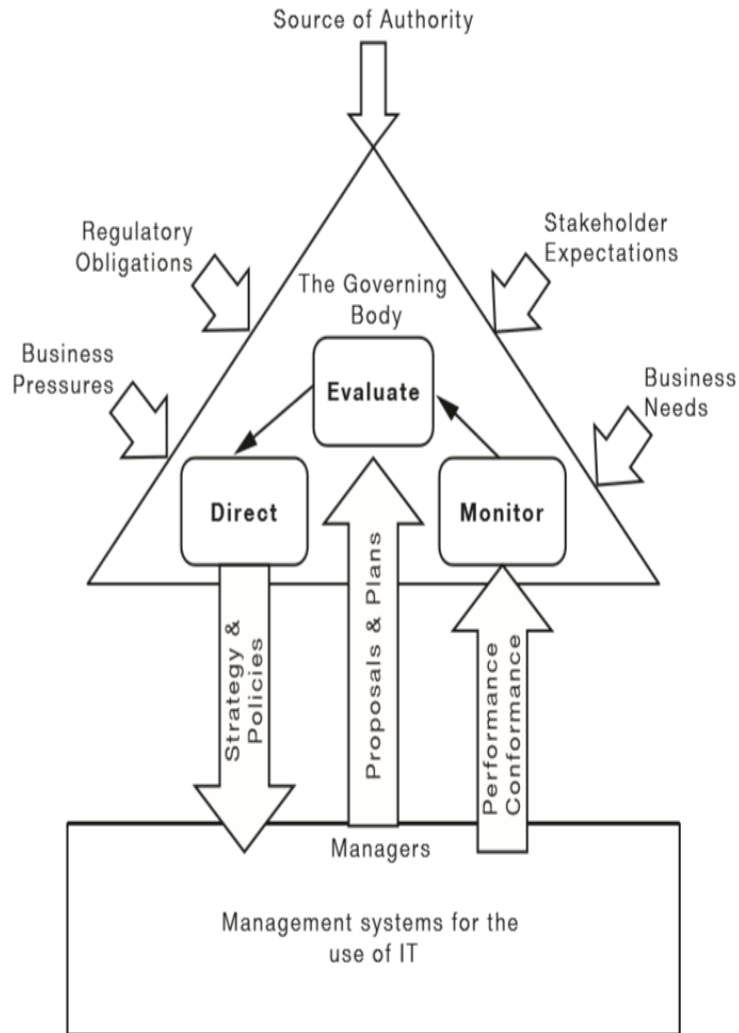 Source of Authority
Regulatory
Obligations
Stakeholder
Expectations
The Governing
Body
Business
Pressures
Business
Needs
Evaluate
Direct
Monitor
Strategy &
Policies
Proposals & Plans
Performance
Conformance
Managers
Management systems for the
use of IT